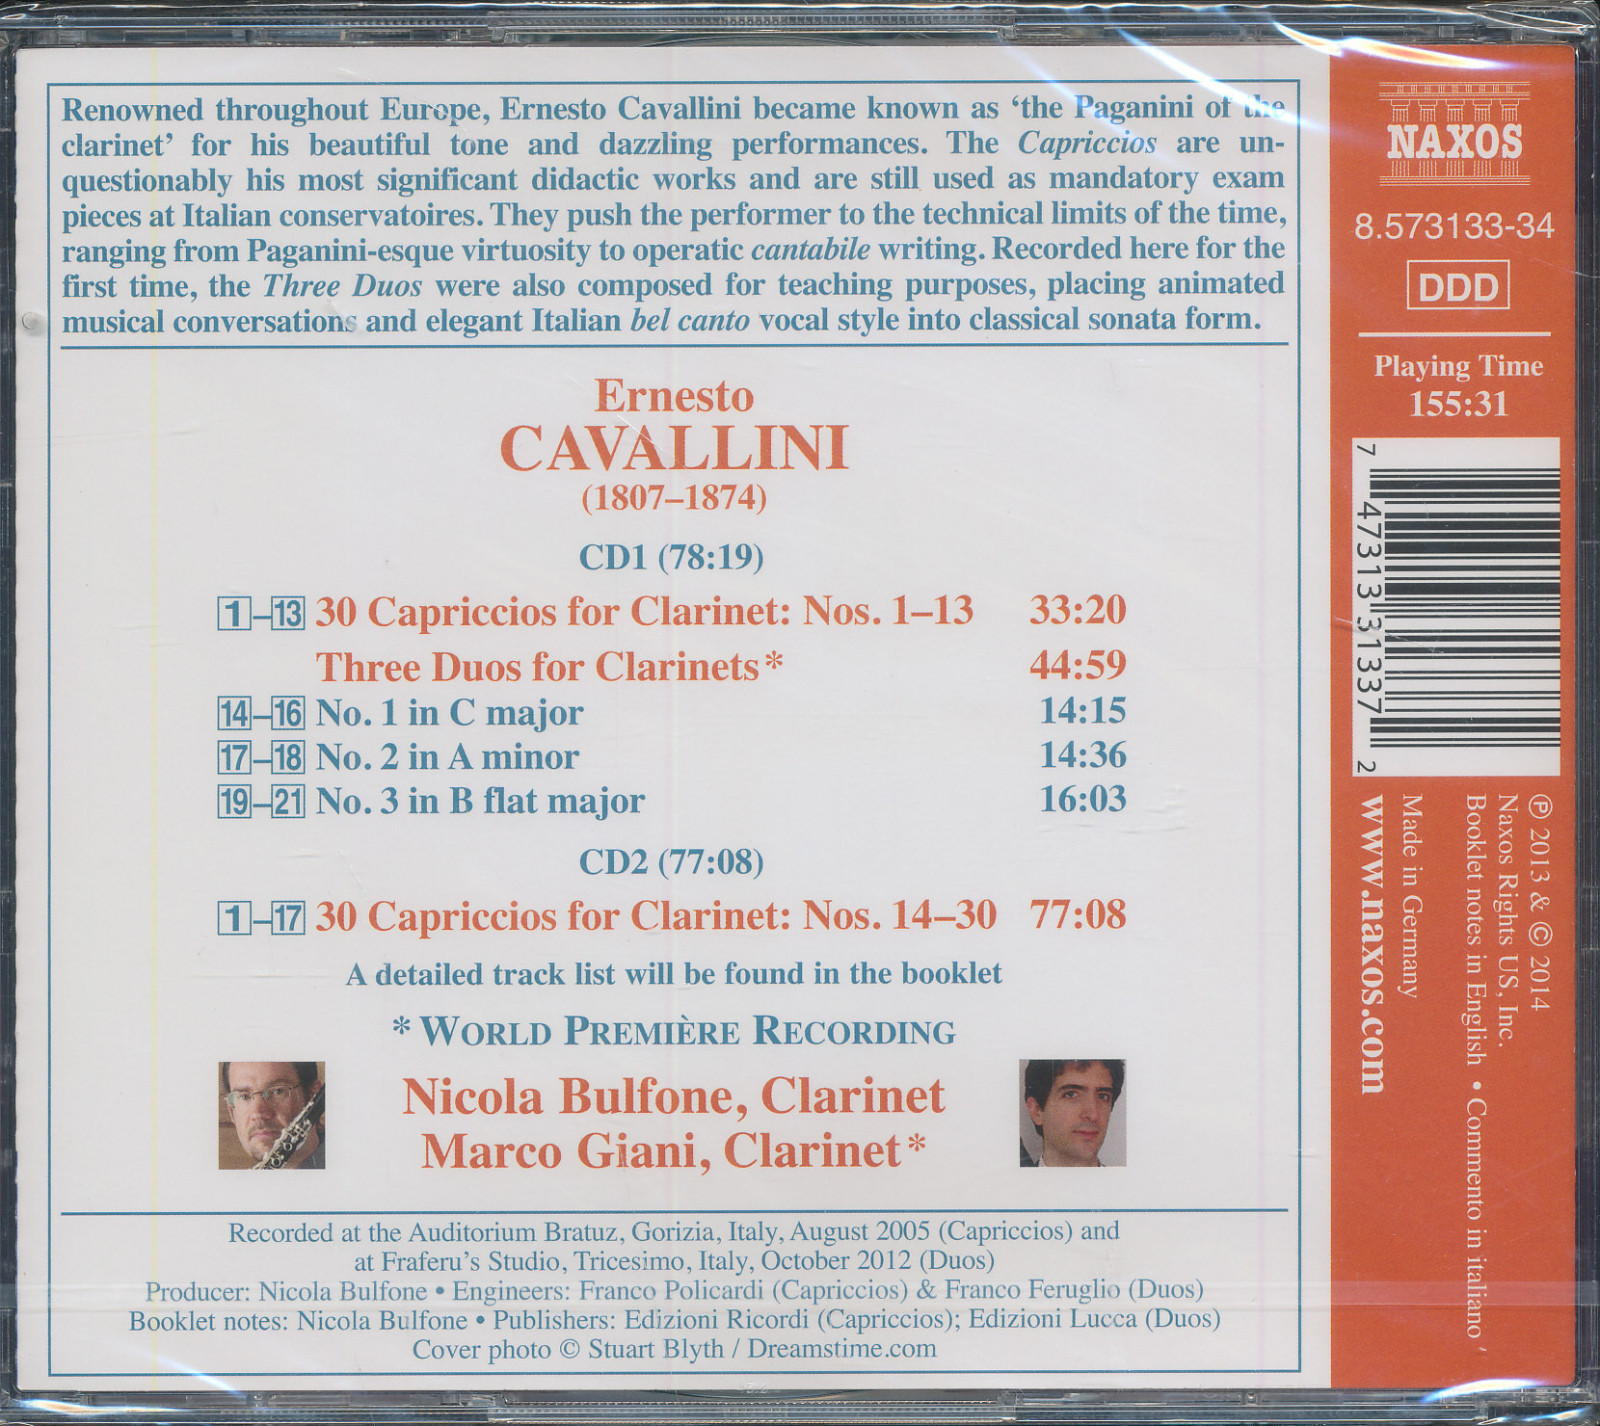 Renowned throughout Europe, Ernesto Cavallini became known as ‘the Paganini of the
clarinet’ for his beautiful tone and dazzling performances. The Capriccios are un-
questionably his most significant didactic works and are still used as mandatory exam
pieces at Italian conservatoires. They push the performer to the technical limits of the time,
ranging from Paganini-esque virtuosity to operatic cantabile writing. Recorded here for the
first time, the Three Duos were also composed for teaching purposes, placing animated
musical conversations and elegant Italian bel canto vocal style into classical sonata form.
Ernesto
CAVALLINI
(1807–1874)
CD1 (78:19)
1–13 30 Capriccios for Clarinet: Nos. 1–13 33:20
Three Duos for Clarinets* 44:59
14–16 No. 1 in C major 14:15
17–18 No. 2 in A minor 14:36
19–21 No. 3 in B flat major 16:03
CD2 (77:08)
1–17 30 Capriccios for Clarinet: Nos. 14–30 77:08
A detailed track list will be found in the booklet
* WORLD PREMIÈRE RECORDING
Nicola Bulfone, Clarinet
Marco Giani, Clarinet*
Recorded at the Auditorium Bratuz, Gorizia, Italy, August 2005 (Capriccios) and
at Fraferu’s Studio, Tricesimo, Italy, October 2012 (Duos)
Producer: Nicola Bulfone • Engineers: Franco Policardi (Capriccios) & Franco Feruglio (Duos)
Booklet notes: Nicola Bulfone • Publishers: Edizioni Ricordi (Capriccios); Edizioni Lucca (Duos)
Cover photo © Stuart Blyth / Dreamstime.com
NAXOS
8.573133-34
DDD
Playing Time
155:31
7 47313 31337 2
℗ 2013 & © 2014
Naxos Rights US, Inc.
Booklet notes in English • Commento in italiano
Made in Germany
www.naxos.com